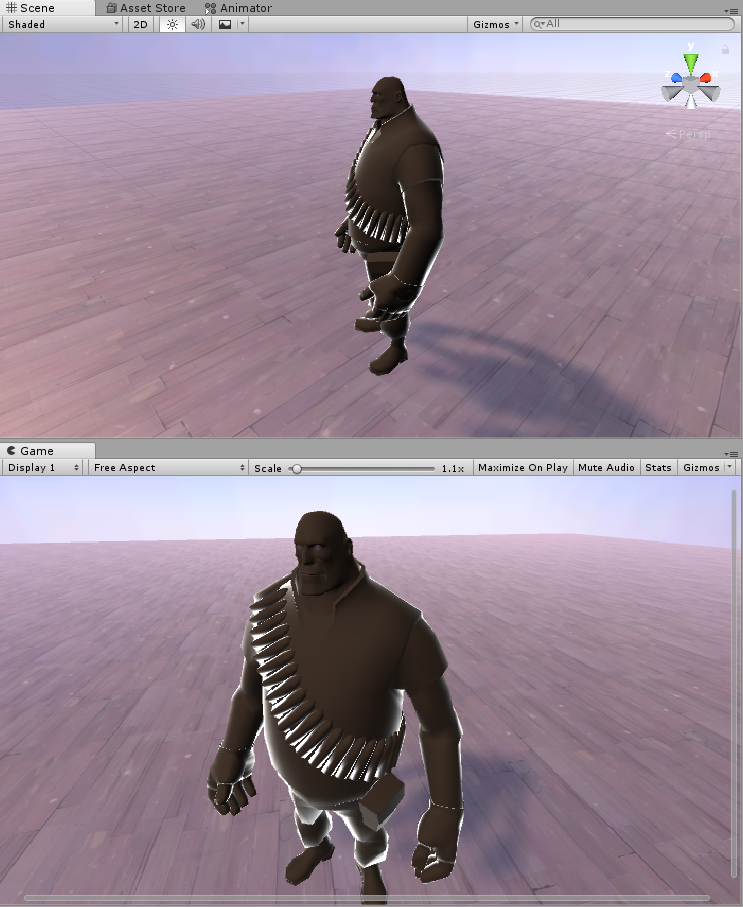 Scene Asset Store Animator
Shaded 2D Gizmos All
y
z x
Persp
Game
Display 1 Free Aspect Scale 1.1x Maximize On Play Mute Audio Stats Gizmos